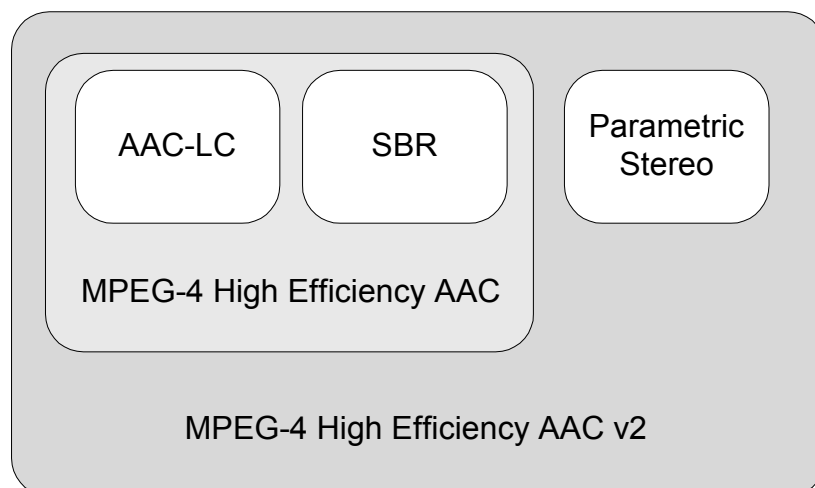 AAC-LC
SBR
Parametric
Stereo
MPEG-4 High Efficiency AAC
MPEG-4 High Efficiency AAC v2